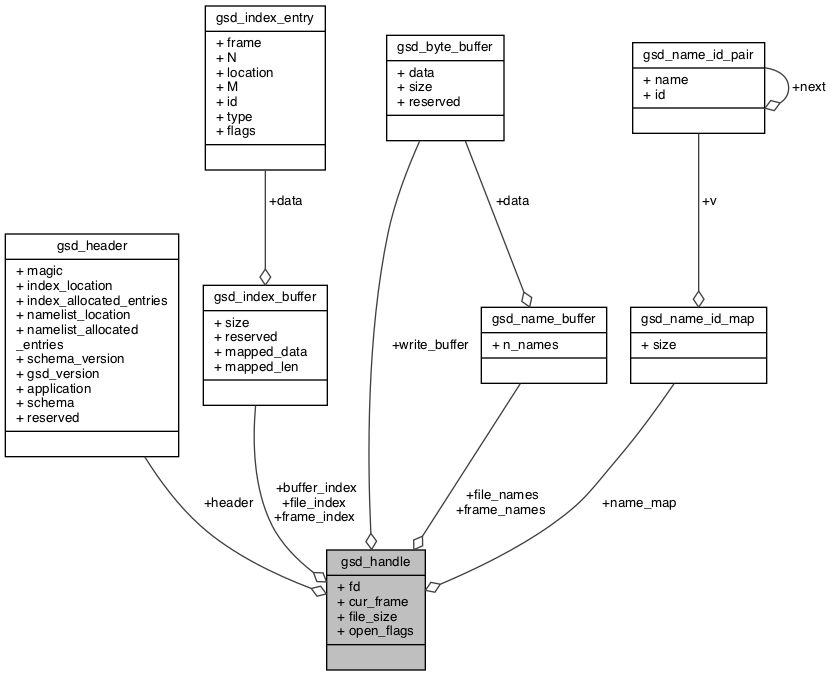 gsd_index_entry
+ frame
+ N
+ location
+ M
+ id
+ type
+ flags
gsd_byte_buffer
+ data
+ size
+ reserved
gsd_name_id_pair
+ name
+ id
+next
+data
+data
+v
gsd_header
+ magic
+ index_location
+ index_allocated_entries
+ namelist_location
+ namelist_allocated
_entries
+ schema_version
+ gsd_version
+ application
+ schema
+ reserved
gsd_index_buffer
+ size
+ reserved
+ mapped_data
+ mapped_len
gsd_name_buffer
+ n_names
gsd_name_id_map
+ size
+write_buffer
+header
+buffer_index
+file_index
+frame_index
+file_names
+frame_names
+name_map
gsd_handle
+ fd
+ cur_frame
+ file_size
+ open_flags